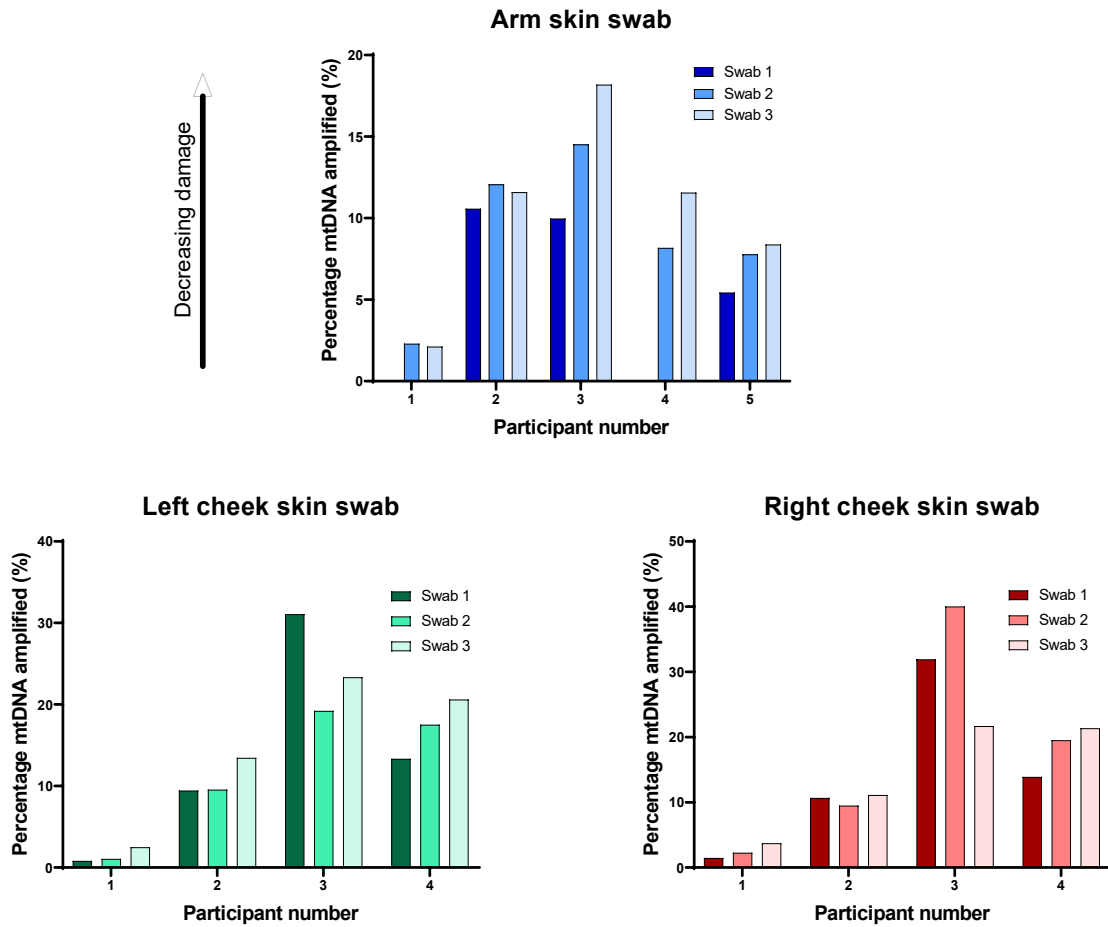 Arm skin swab
Decreasing damage
Percentage mtDNA amplified (%)
20
15
10
5
0
Swab 1
Swab 2
Swab 3
1 2 3 4 5
Participant number
Left cheek skin swab
Percentage mtDNA amplified (%)
40
30
20
10
0
Swab 1
Swab 2
Swab 3
1 2 3 4
Participant number
Right cheek skin swab
Percentage mtDNA amplified (%)
50
40
30
20
10
0
Swab 1
Swab 2
Swab 3
1 2 3 4
Participant number